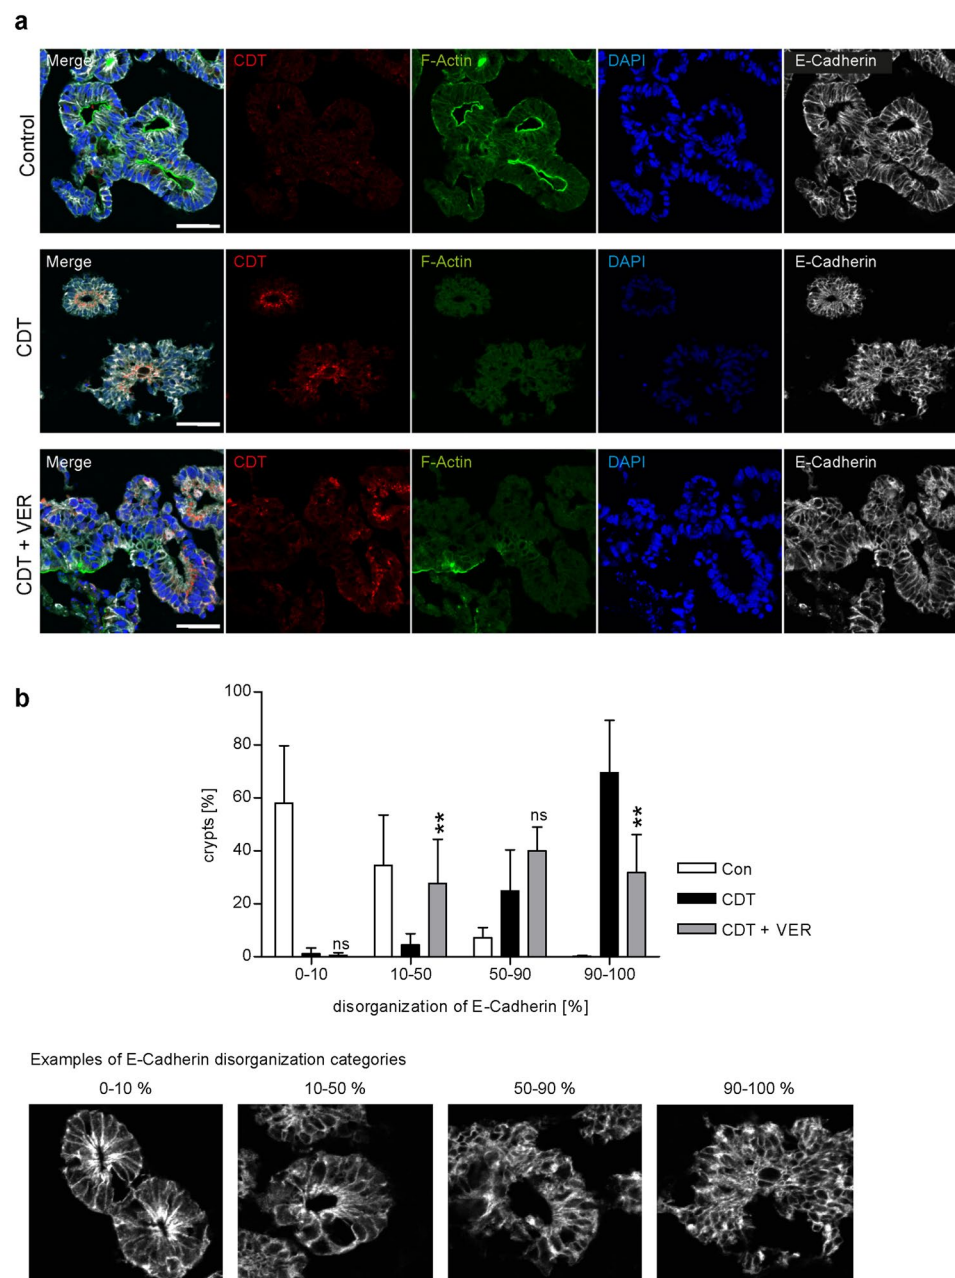 a
Control
Merge
CDT
F-Actin
DAPI
E-Cadherin
CDT
Merge
CDT
F-Actin
DAPI
E-Cadherin
CDT + VER
Merge
CDT
F-Actin
DAPI
E-Cadherin
b
crypts [%]
100
80
60
40
20
0
ns
**
ns
**
0-10
10-50
50-90
90-100
disorganization of E-Cadherin [%]
Con
CDT
CDT + VER
Examples of E-Cadherin disorganization categories
0-10 %
10-50 %
50-90 %
90-100 %